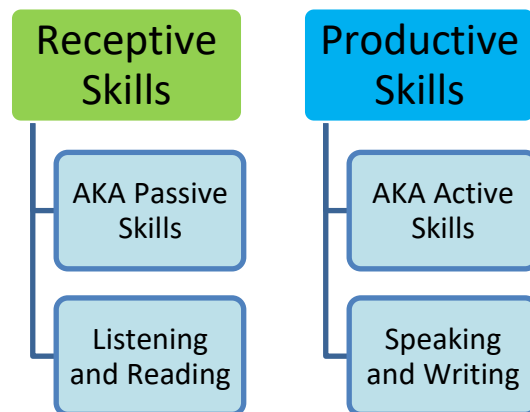 Receptive
Skills
AKA Passive
Skills
Listening
and Reading
Productive
Skills
AKA Active
Skills
Speaking
and Writing